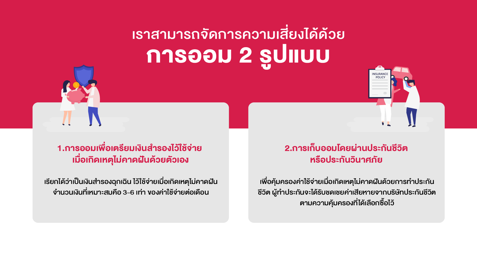 เราสามารถจัดการความเสี่ยงได้ด้วย
การออม 2 รูปแบบ
INSURANCE
POLICY
1.การออมเพื่อเตรียมเงินสำรองไว้ใช้จ่าย
เมื่อเกิดเหตุไม่คาดฝันด้วยตัวเอง
เรียกได้ว่าเป็นเงินสำรองฉุกเฉิน ไว้ใช้จ่ายเมื่อเกิดเหตุไม่คาดฝัน
จำนวนเงินที่เหมาะสมคือ 3-6 เท่า ของค่าใช้จ่ายต่อเดือน
2.การเก็บออมโดยผ่านประกันชีวิต
หรือประกันวินาศภัย
เพื่อคุ้มครองค่าใช้จ่ายเมื่อเกิดเหตุไม่คาดฝันด้วยการทำประกัน
ชีวิต ผู้ทำประกันจะได้รับชดเชยค่าเสียหายจากบริษัทประกันชีวิต
ตามความคุ้มครองที่ได้เลือกซื้อไว้